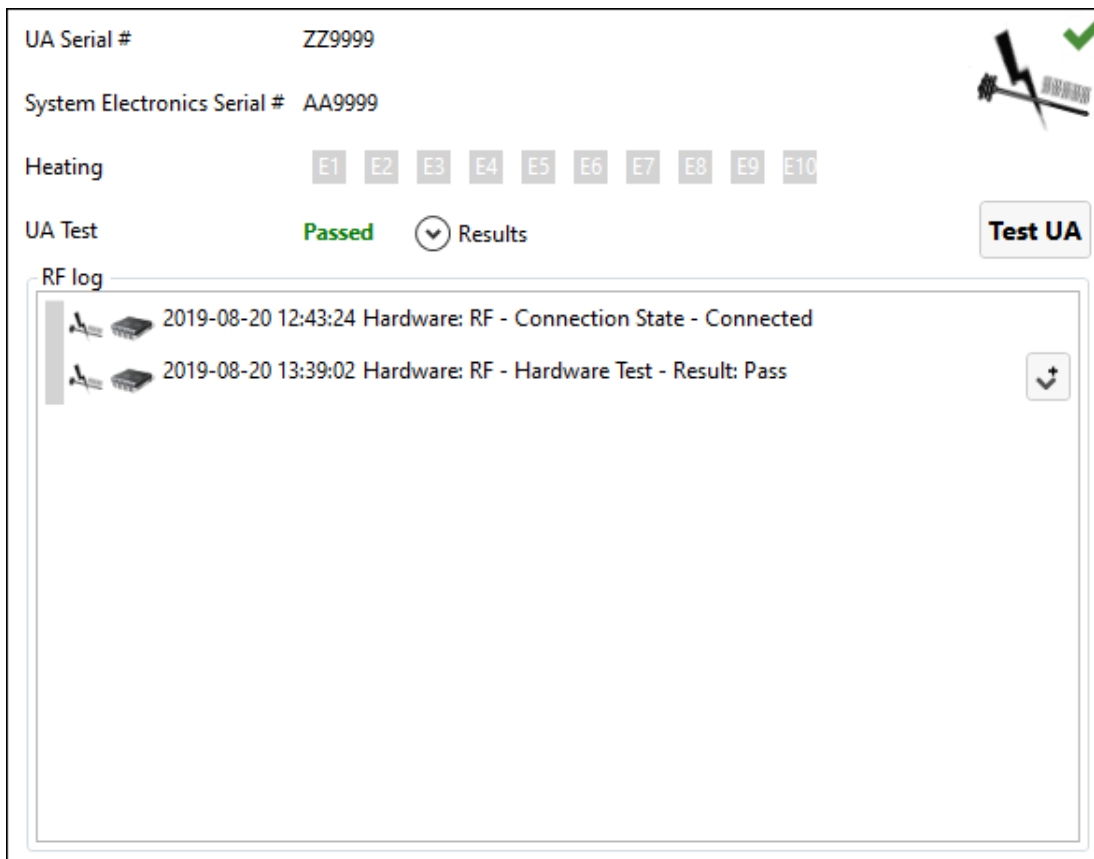 UA Serial # ZZ9999
System Electronics Serial # AA9999
Heating E1 E2 E3 E4 E5 E6 E7 E8 E9 E10
UA Test Passed Results Test UA
RF log
2019-08-20 12:43:24 Hardware: RF - Connection State - Connected
2019-08-20 13:39:02 Hardware: RF - Hardware Test - Result: Pass